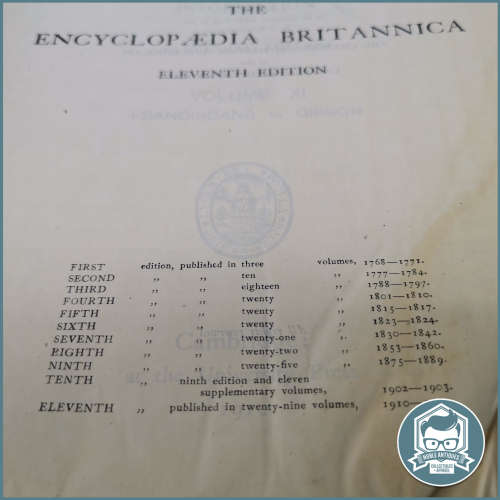 THE
ENCYCLOPÆDIA BRITANNICA
ELEVENTH EDITION
FIRST edition, published in three volumes, 1768—1771.
SECOND ,, ,, ten ,, 1777—1784.
THIRD ,, ,, eighteen ,, 1788—1797.
FOURTH ,, ,, twenty ,, 1801—1810.
FIFTH ,, ,, twenty ,, 1815—1817.
SIXTH ,, ,, twenty ,, 1823—1824.
SEVENTH ,, ,, twenty-one ,, 1830—1842.
EIGHTH ,, ,, twenty-two ,, 1853—1860.
NINTH ,, ,, twenty-five ,, 1875—1889.
TENTH ,, ninth edition and eleven
supplementary volumes, 1902—1903.
ELEVENTH ,, published in twenty-nine volumes, 1910—
NOBLE ANTIQUES
COLLECTABLES